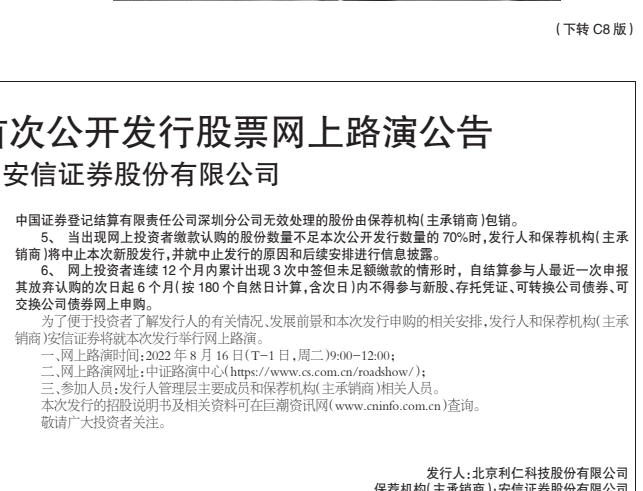 (下转 C8 版)
首次公开发行股票网上路演公告
安信证券股份有限公司
中国证券登记结算有限责任公司深圳分公司无效处理的股份由保荐机构(主承销商)包销。
5、 当出现网上投资者缴款认购的股份数量不足本次公开发行数量的 70%时,发行人和保荐机构(主承
销商)将中止本次新股发行,并就中止发行的原因和后续安排进行信息披露。
6、 网上投资者连续 12 个月内累计出现 3 次中签但未足额缴款的情形时，自结算参与人最近一次申报
其放弃认购的次日起 6 个月(按 180 个自然日计算,含次日)内不得参与新股、存托凭证、可转换公司债券、可
交换公司债券网上申购。
为了便于投资者了解发行人的有关情况、发展前景和本次发行申购的相关安排,发行人和保荐机构(主承
销商)安信证券将就本次发行举行网上路演。
一、网上路演时间:2022 年 8 月 16 日(T-1 日,周二)9:00-12:00;
二、网上路演网址:中证路演中心(https://www.cs.com.cn/roadshow/);
三、参加人员:发行人管理层主要成员和保荐机构(主承销商)相关人员。
本次发行的招股说明书及相关资料可在巨潮资讯网(www.cninfo.com.cn)查询。
敬请广大投资者关注。
发行人:北京利仁科技股份有限公司
保荐机构(主承销商):安信证券股份有限公司